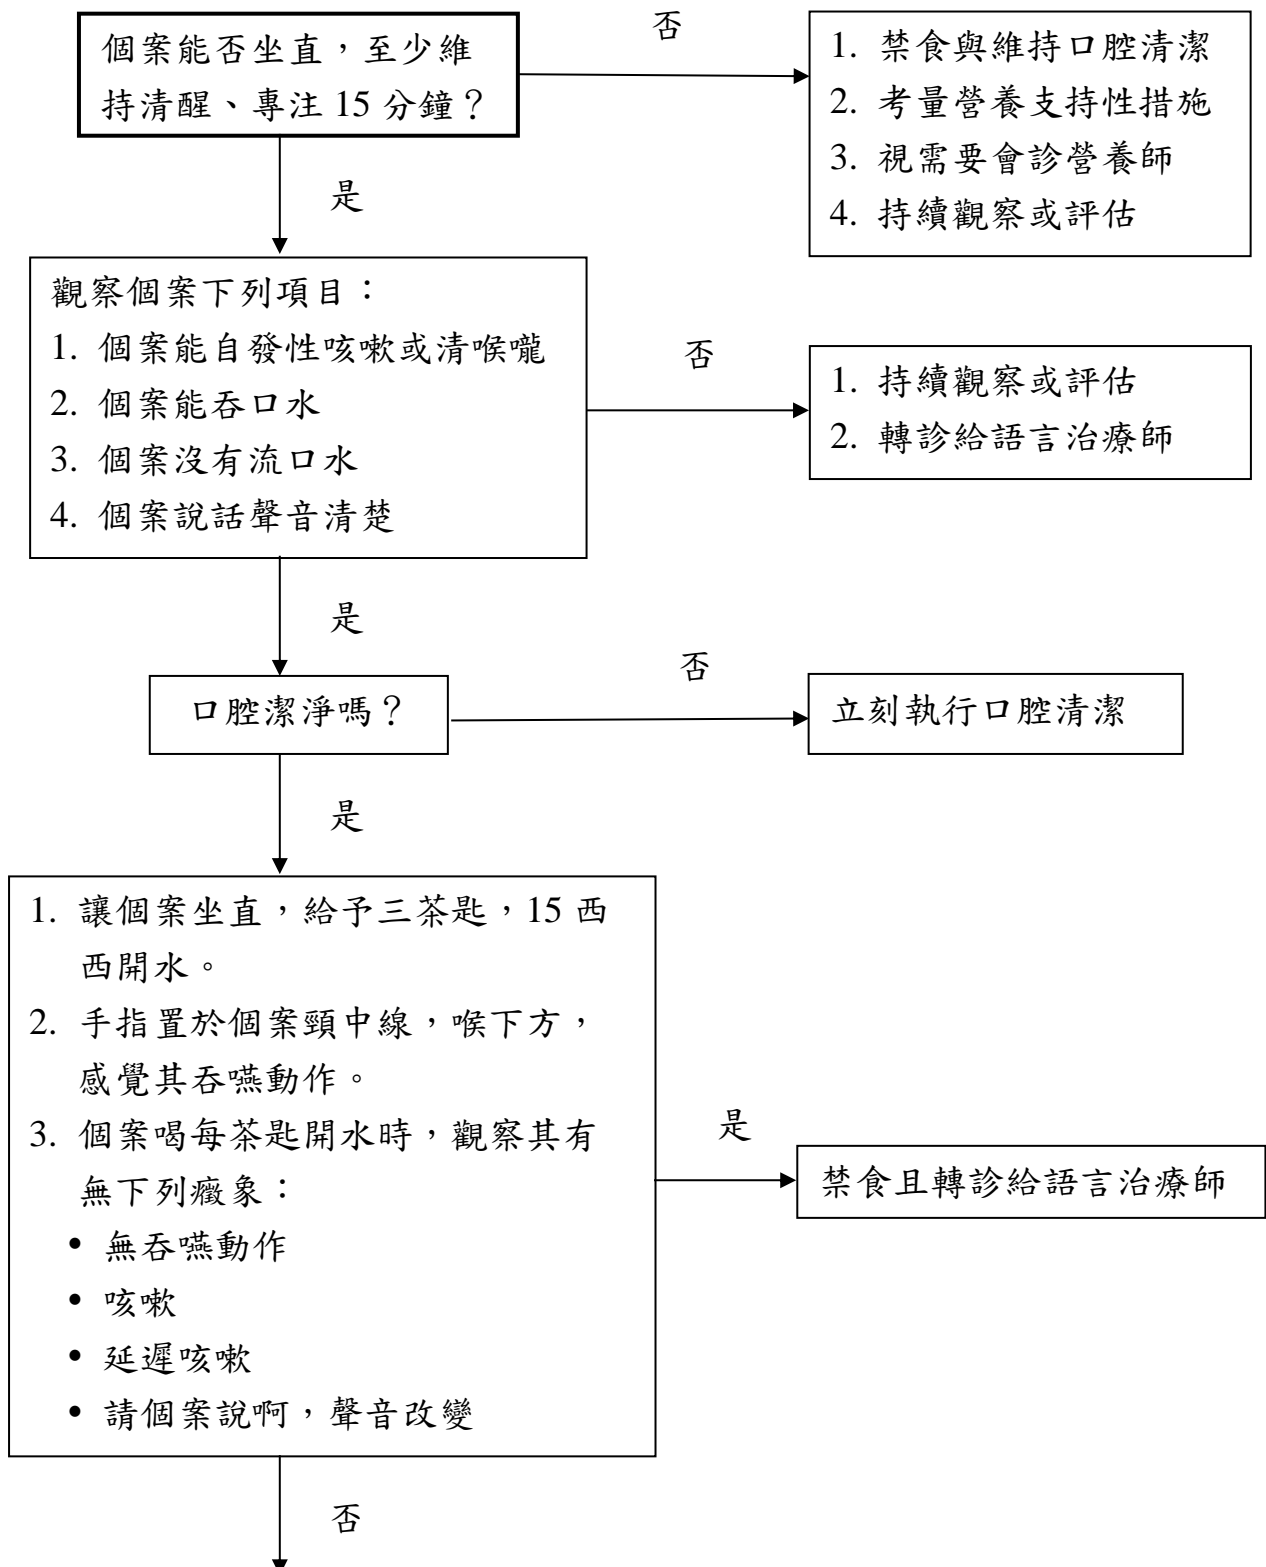 個案能否坐直，至少維
持清醒、專注 15 分鐘？
否
1. 禁食與維持口腔清潔
2. 考量營養支持性措施
3. 視需要會診營養師
4. 持續觀察或評估
是
觀察個案下列項目：
1. 個案能自發性咳嗽或清喉嚨
2. 個案能吞口水
3. 個案沒有流口水
4. 個案說話聲音清楚
否
1. 持續觀察或評估
2. 轉診給語言治療師
是
口腔潔淨嗎？
否
立刻執行口腔清潔
是
1. 讓個案坐直，給予三茶匙，15 西
西開水。
2. 手指置於個案頸中線，喉下方，
感覺其吞嚥動作。
3. 個案喝每茶匙開水時，觀察其有
無下列癥象：
• 無吞嚥動作
• 咳嗽
• 延遲咳嗽
• 請個案說啊，聲音改變
是
禁食且轉診給語言治療師
否